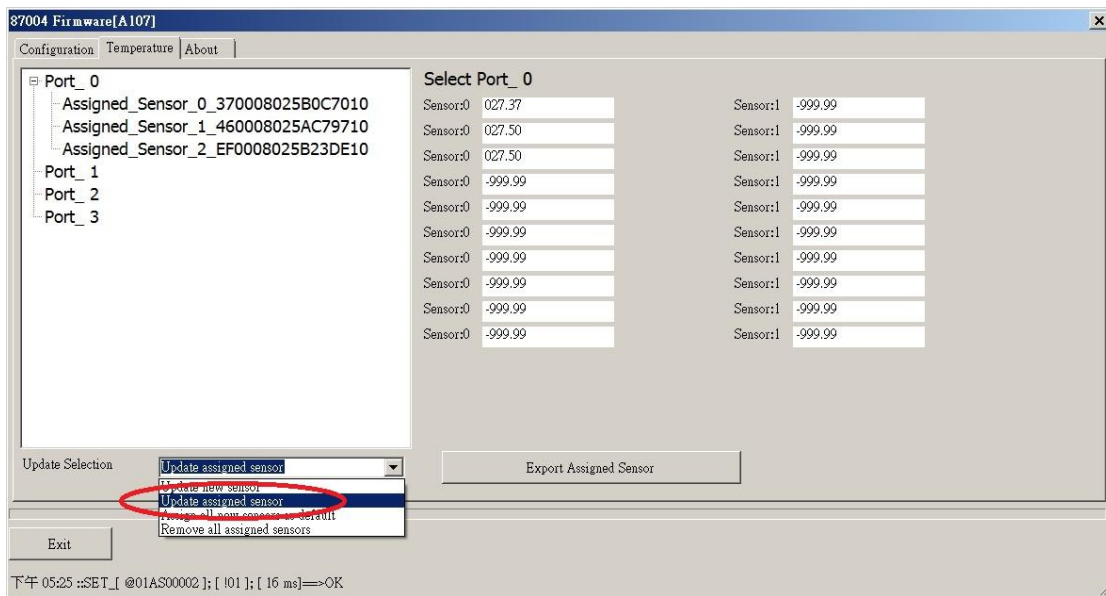 87004 Firmware[A107]
Configuration Temperature About
Port_ 0
Assigned_Sensor_0_370008025B0C7010
Assigned_Sensor_1_460008025AC79710
Assigned_Sensor_2_EF0008025B23DE10
Port_ 1
Port_ 2
Port_ 3
Select Port_ 0
Sensor:0 027.37 Sensor:1 -999.99
Sensor:0 027.50 Sensor:1 -999.99
Sensor:0 027.50 Sensor:1 -999.99
Sensor:0 -999.99 Sensor:1 -999.99
Sensor:0 -999.99 Sensor:1 -999.99
Sensor:0 -999.99 Sensor:1 -999.99
Sensor:0 -999.99 Sensor:1 -999.99
Sensor:0 -999.99 Sensor:1 -999.99
Sensor:0 -999.99 Sensor:1 -999.99
Sensor:0 -999.99 Sensor:1 -999.99
Update Selection Update assigned sensor
Export Assigned Sensor
Update new sensor
Update assigned sensor
Assign all new sensors as default
Remove all assigned sensors
Exit
下午 05:25 ::SET_[ @01AS00002 ]; [ !01 ]; [ 16 ms]==>OK